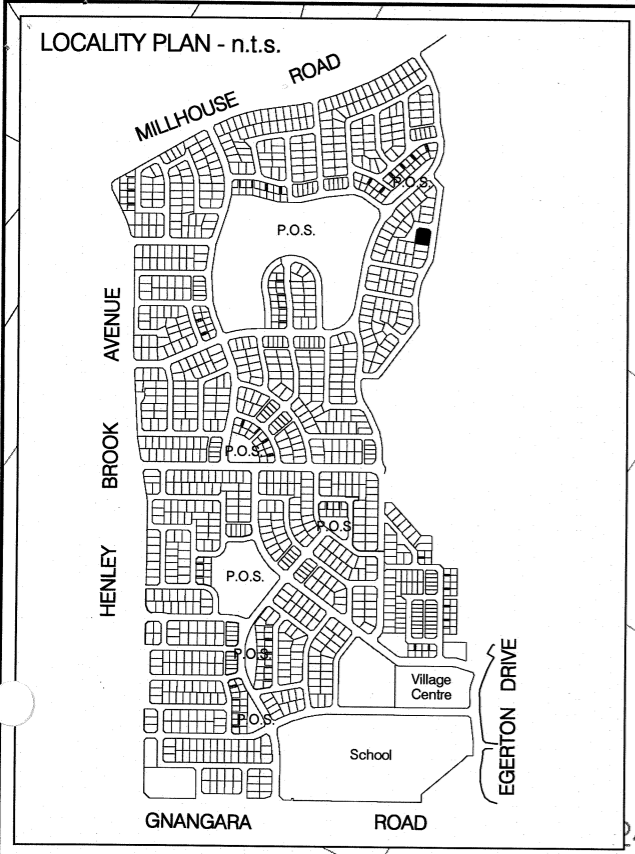 LOCALITY PLAN - n.t.s.
MILLHOUSE ROAD
P.O.S.
P.O.S.
HENLEY BROOK AVENUE
P.O.S.
P.O.S
P.O.S.
P.O.S.
Village
Centre
P.O.S.
EGERTON DRIVE
School
GNANGARA ROAD